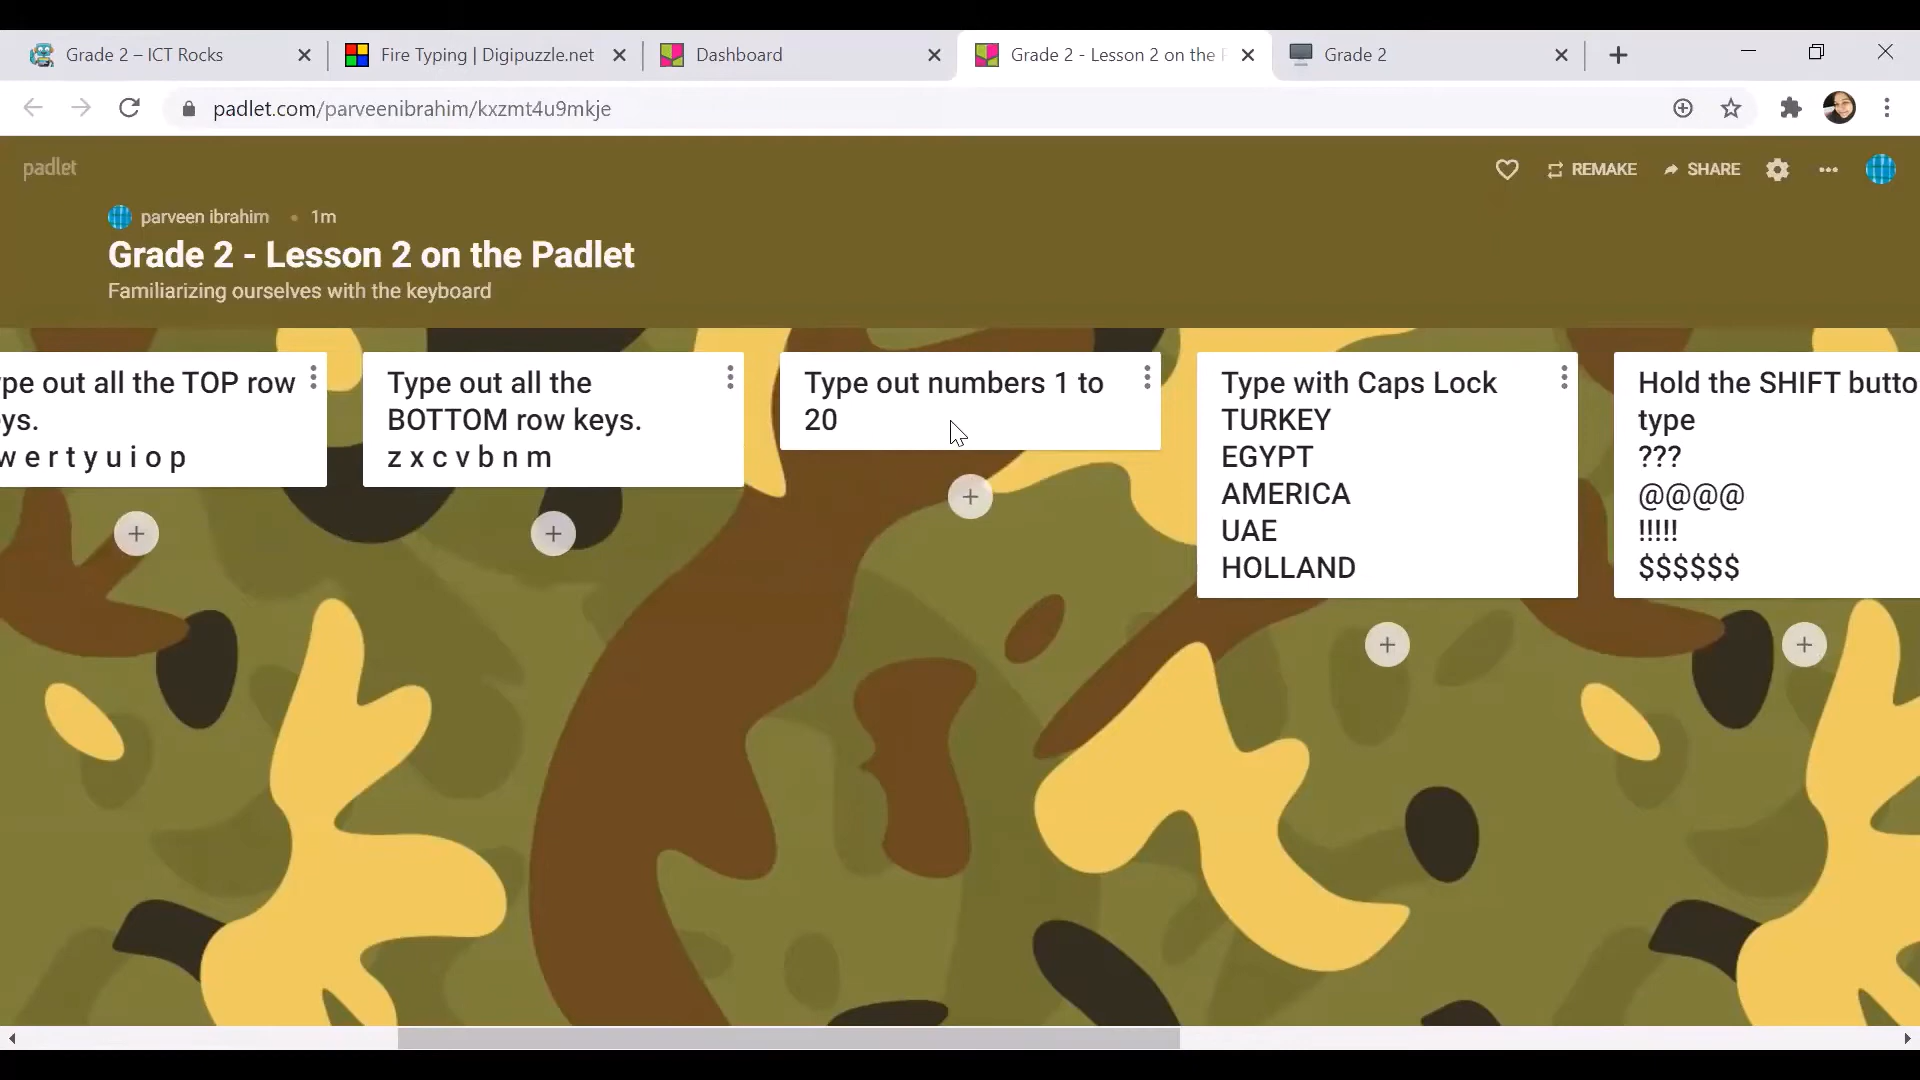 Grade 2 – ICT Rocks
Fire Typing | Digipuzzle.net
Dashboard
Grade 2 - Lesson 2 on the
Grade 2
padlet.com/parveenibrahim/kxzmt4u9mkje
padlet
REMAKE
SHARE
parveen ibrahim • 1m
Grade 2 - Lesson 2 on the Padlet
Familiarizing ourselves with the keyboard
pe out all the TOP row
ys.
w e r t y u i o p
Type out all the
BOTTOM row keys.
z x c v b n m
Type out numbers 1 to
20
Type with Caps Lock
TURKEY
EGYPT
AMERICA
UAE
HOLLAND
Hold the SHIFT butto
type
???
@@@@
!!!!!
$$$$$$